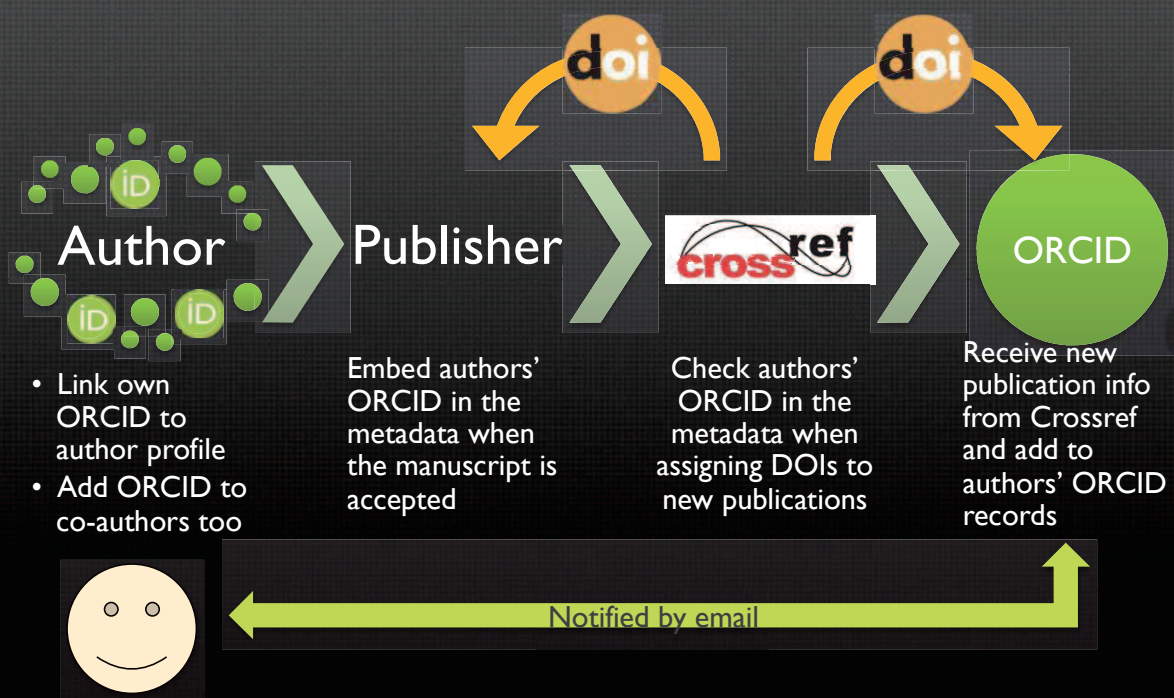 doi
doi
iD
Author
iD
iD
Publisher
crossref
ORCID
• Link own
ORCID to
author profile
• Add ORCID to
co-authors too
Embed authors’
ORCID in the
metadata when
the manuscript is
accepted
Check authors’
ORCID in the
metadata when
assigning DOIs to
new publications
Receive new
publication info
from Crossref
and add to
authors’ ORCID
records
Notified by email